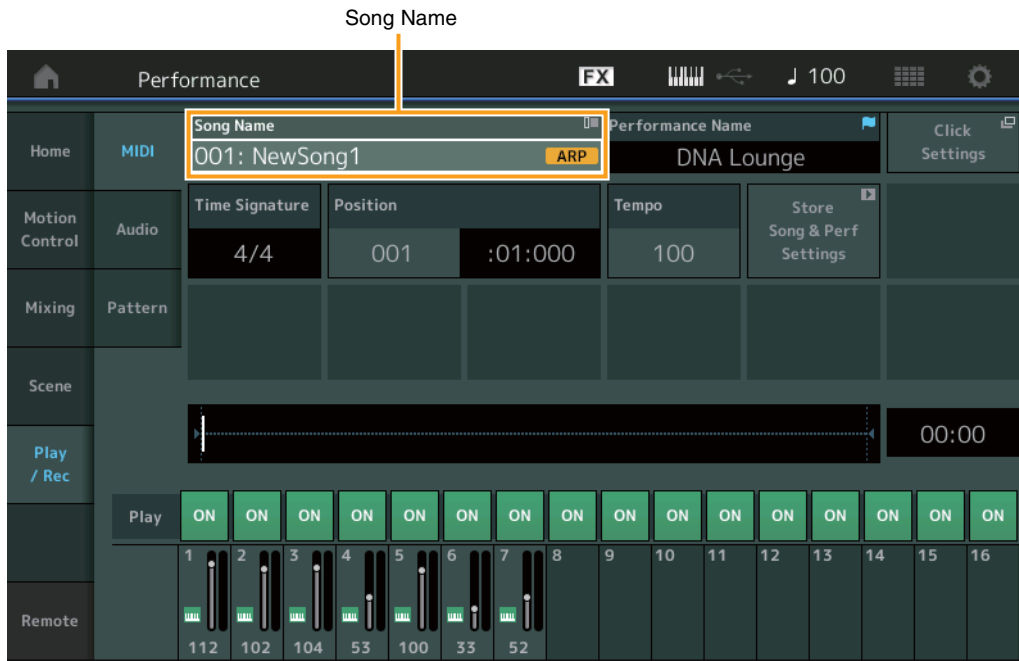 Song Name
Performance
FX
♩ 100
Home
MIDI
Song Name
001: NewSong1
ARP
Performance Name
DNA Lounge
Click
Settings
Motion
Control
Audio
Time Signature
4/4
Position
001
:01:000
Tempo
100
Store
Song & Perf
Settings
Mixing
Pattern
Scene
Play
/ Rec
00:00
Play
ON ON ON ON ON ON ON ON ON ON ON ON ON ON ON ON
1 2 3 4 5 6 7 8 9 10 11 12 13 14 15 16
Remote
112 102 104 53 100 33 52